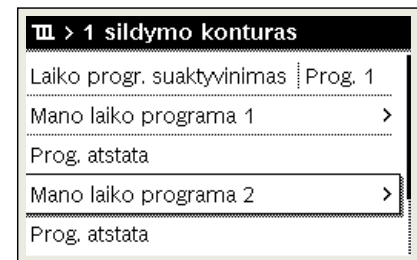 > 1 sildymo konturas
Laiko progr. suaktyvinimas Prog. 1
Mano laiko programa 1 >
Prog. atstata
Mano laiko programa 2 >
Prog. atstata